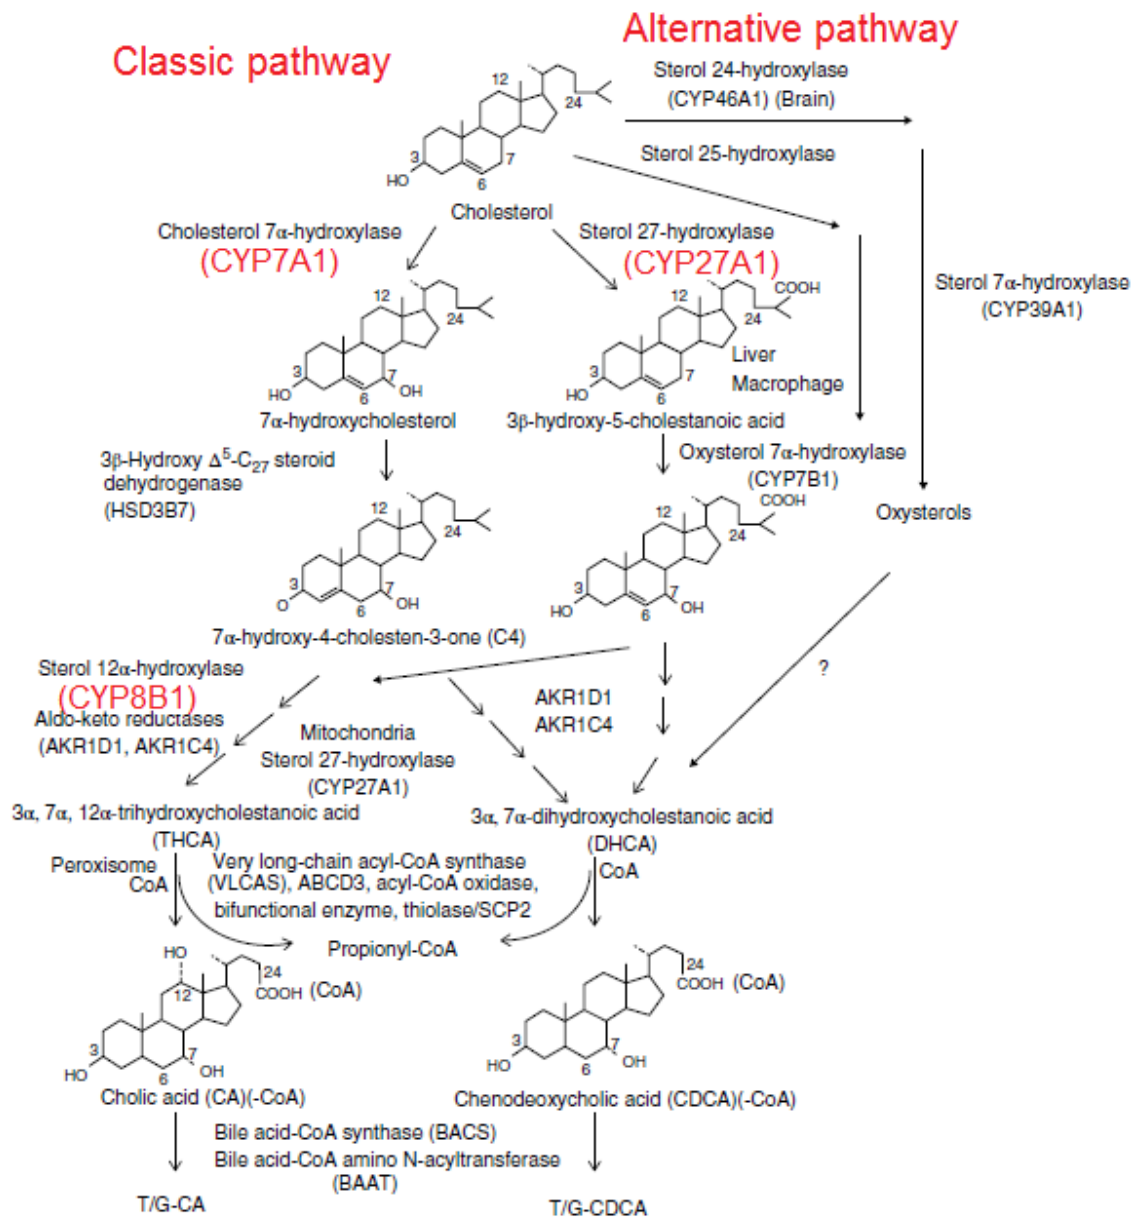 Classic pathway
Alternative pathway
Sterol 24-hydroxylase
(CYP46A1) (Brain)
12
24
3
7
HO
6
Sterol 25-hydroxylase
Cholesterol
Cholesterol 7α-hydroxylase
(CYP7A1)
Sterol 27-hydroxylase
(CYP27A1)
Sterol 7α-hydroxylase
(CYP39A1)
12
24
3
7
HO
OH
6
12
COOH
24
3
7
HO
6
Liver
Macrophage
7α-hydroxycholesterol
3β-hydroxy-5-cholestanoic acid
3β-Hydroxy Δ5-C27 steroid
dehydrogenase
(HSD3B7)
Oxysterol 7α-hydroxylase
(CYP7B1)
Oxysterols
12
24
3
7
O
OH
6
12
COOH
24
3
7
HO
OH
6
7α-hydroxy-4-cholesten-3-one (C4)
Sterol 12α-hydroxylase
(CYP8B1)
Aldo-keto reductases
(AKR1D1, AKR1C4)
Mitochondria
Sterol 27-hydroxylase
(CYP27A1)
AKR1D1
AKR1C4
?
3α, 7α, 12α-trihydroxycholestanoic acid
(THCA)
3α, 7α-dihydroxycholestanoic acid
(DHCA)
Peroxisome
CoA
Very long-chain acyl-CoA synthase
(VLCAS), ABCD3, acyl-CoA oxidase,
bifunctional enzyme, thiolase/SCP2
CoA
Propionyl-CoA
HO
12
24
COOH (CoA)
3
7
HO
OH
6
24
COOH (CoA)
3
7
HO
OH
6
Cholic acid (CA)(-CoA)
Chenodeoxycholic acid (CDCA)(-CoA)
Bile acid-CoA synthase (BACS)
Bile acid-CoA amino N-acyltransferase
(BAAT)
T/G-CA
T/G-CDCA